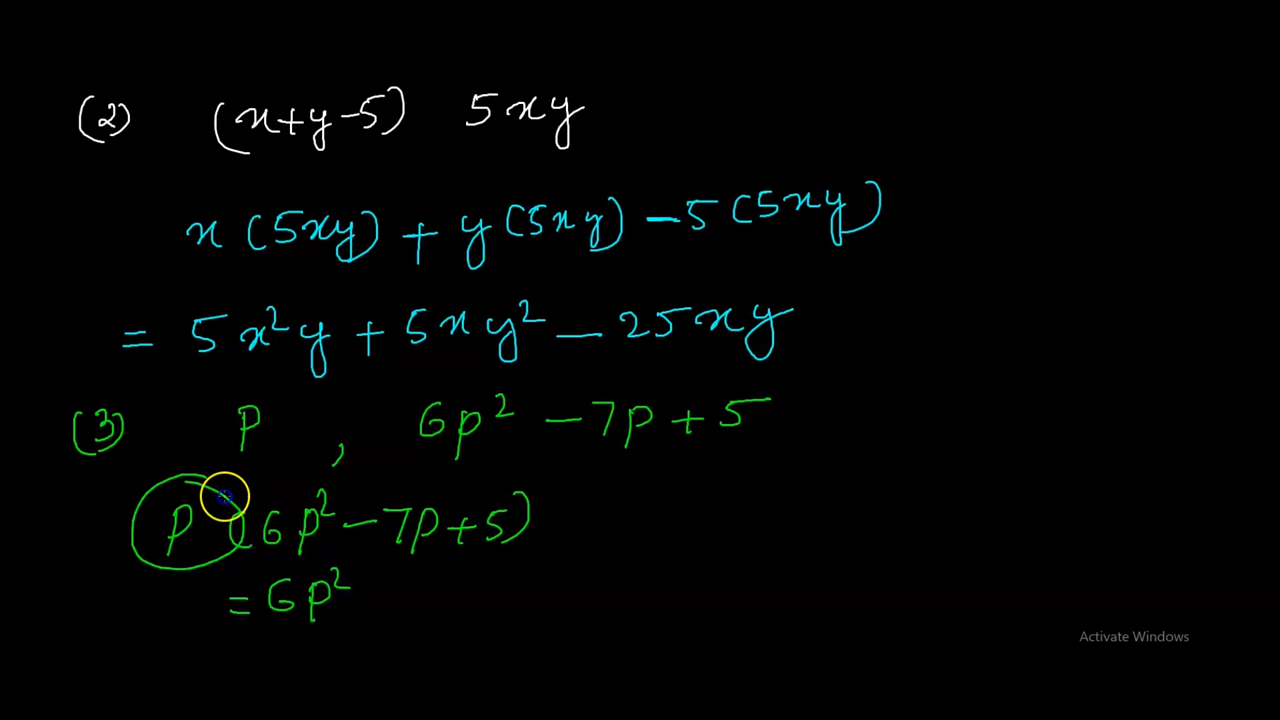 (2) (x+y-5) 5xy
x(5xy) + y(5xy) -5(5xy)
= 5x²y + 5xy² - 25xy
(3) P , 6p² - 7p + 5
P (6p² - 7p + 5)
= 6p²
Activate Windows